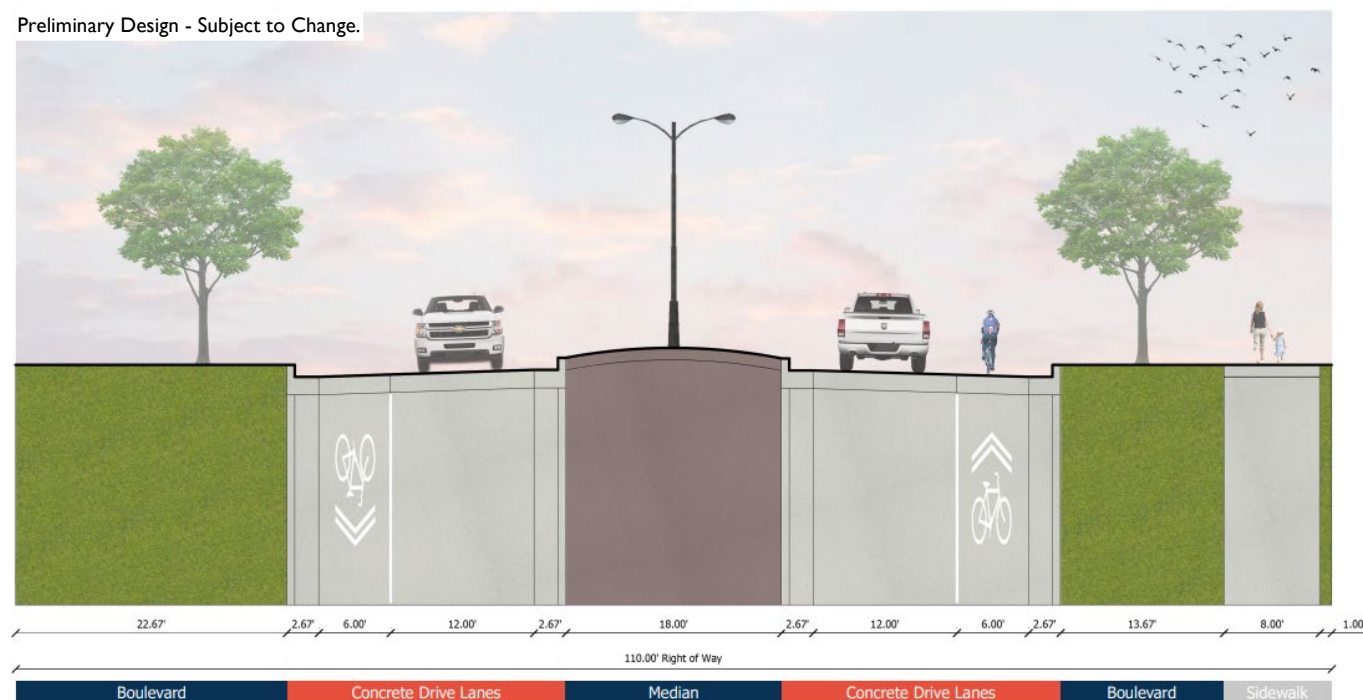 Preliminary Design - Subject to Change.
22.67' 2.67' 6.00' 12.00' 2.67' 18.00' 2.67' 12.00' 6.00' 2.67' 13.67' 8.00' 1.00
110.00' Right of Way
Boulevard Concrete Drive Lanes Median Concrete Drive Lanes Boulevard Sidewalk